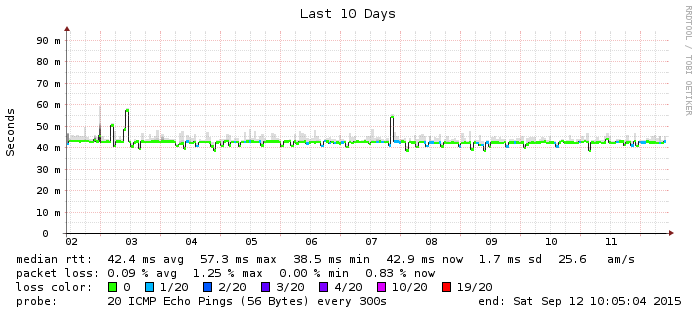 Last 10 Days
RRDTOOL / TOBI OETIKER
Seconds
90 m
80 m
70 m
60 m
50 m
40 m
30 m
20 m
10 m
0
02 03 04 05 06 07 08 09 10 11
median rtt: 42.4 ms avg 57.3 ms max 38.5 ms min 42.9 ms now 1.7 ms sd 25.6 am/s
packet loss: 0.09 % avg 1.25 % max 0.00 % min 0.83 % now
loss color: 0 1/20 2/20 3/20 4/20 10/20 19/20
probe: 20 ICMP Echo Pings (56 Bytes) every 300s end: Sat Sep 12 10:05:04 2015